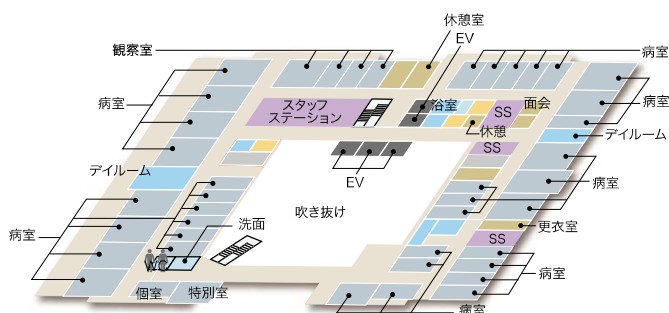 休憩室
EV
観察室
病室
病室
浴室
SS
面会
スタッフ
ステーション
病室
病室
休憩
デイルーム
SS
デイルーム
EV
病室
吹き抜け
洗面
更衣室
病室
SS
WC
病室
個室
特別室
病室